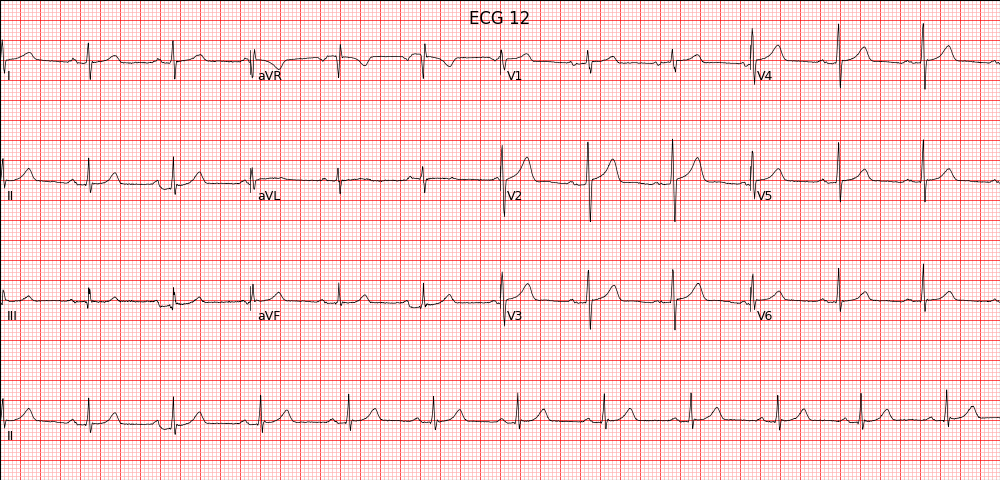 ECG 12
I aVR V1 V4
II aVL V2 V5
III aVF V3 V6
II